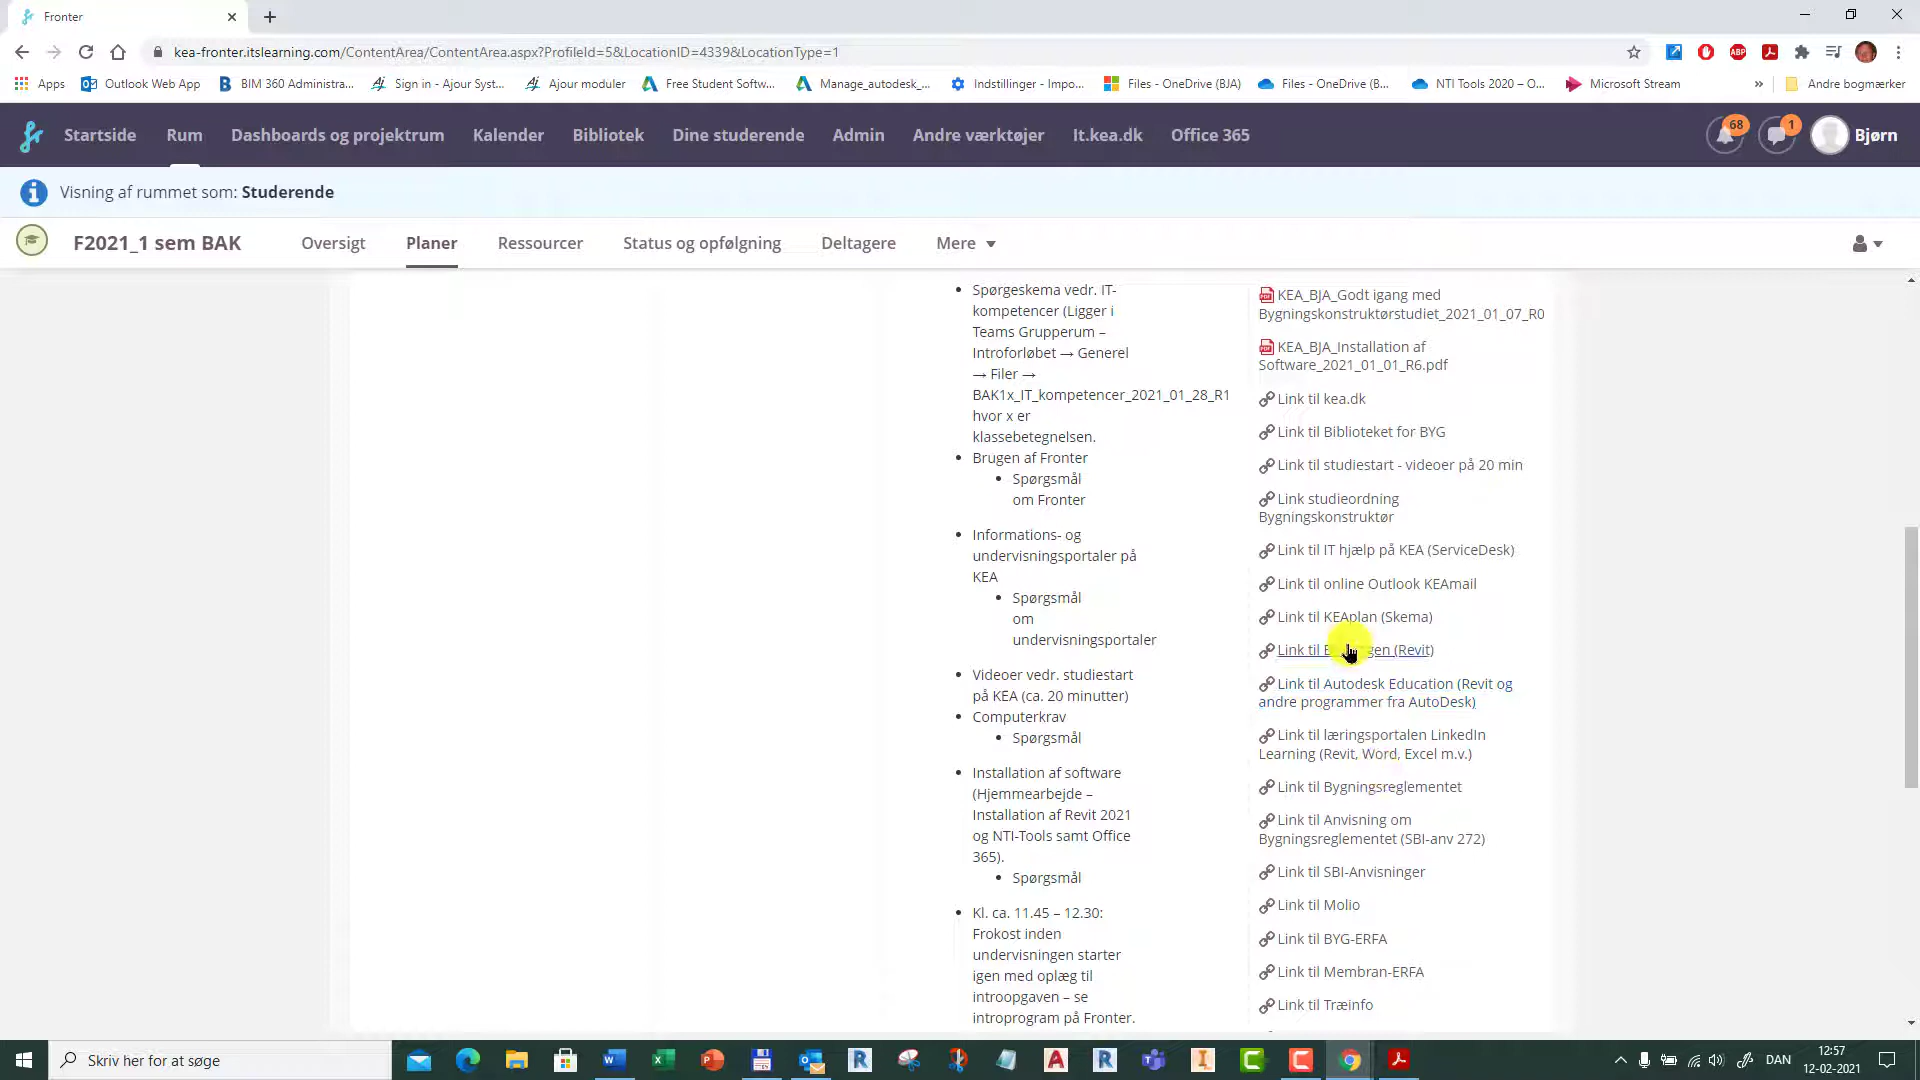 Fronter
kea-fronter.itslearning.com/ContentArea/ContentArea.aspx?ProfileId=5&LocationID=4339&LocationType=1
Apps Outlook Web App BIM 360 Administra... Sign in - Ajour Syst... Ajour moduler Free Student Softw... Manage_autodesk_... Indstillinger - Impo... Files - OneDrive (BJA) Files - OneDrive (B... NTI Tools 2020 – O... Microsoft Stream » Andre bogmærker
Startside Rum Dashboards og projektrum Kalender Bibliotek Dine studerende Admin Andre værktøjer It.kea.dk Office 365 68 1 Bjørn
Visning af rummet som: Studerende
F2021_1 sem BAK Oversigt Planer Ressourcer Status og opfølgning Deltagere Mere
• Spørgeskema vedr. IT-
kompetencer (Ligger i
Teams Grupperum –
Introforløbet → Generel
→ Filer →
BAK1x_IT_kompetencer_2021_01_28_R1
hvor x er
klassebetegnelsen.
• Brugen af Fronter
• Spørgsmål
om Fronter
• Informations- og
undervisningsportaler på
KEA
• Spørgsmål
om
undervisningsportaler
• Videoer vedr. studiestart
på KEA (ca. 20 minutter)
• Computerkrav
• Spørgsmål
• Installation af software
(Hjemmearbejde –
Installation af Revit 2021
og NTI-Tools samt Office
365).
• Spørgsmål
• Kl. ca. 11.45 – 12.30:
Frokost inden
undervisningen starter
igen med oplæg til
introopgaven – se
introprogram på Fronter.
KEA_BJA_Godt igang med
Bygningskonstruktørstudiet_2021_01_07_R0
KEA_BJA_Installation af
Software_2021_01_01_R6.pdf
Link til kea.dk
Link til Biblioteket for BYG
Link til studiestart - videoer på 20 min
Link studieordning
Bygningskonstruktør
Link til IT hjælp på KEA (ServiceDesk)
Link til online Outlook KEAmail
Link til KEAplan (Skema)
Link til (Revit)
Link til Autodesk Education (Revit og
andre programmer fra AutoDesk)
Link til læringsportalen LinkedIn
Learning (Revit, Word, Excel m.v.)
Link til Bygningsreglementet
Link til Anvisning om
Bygningsreglementet (SBI-anv 272)
Link til SBI-Anvisninger
Link til Molio
Link til BYG-ERFA
Link til Membran-ERFA
Link til Træinfo
Skriv her for at søge
DAN
12:57
12-02-2021